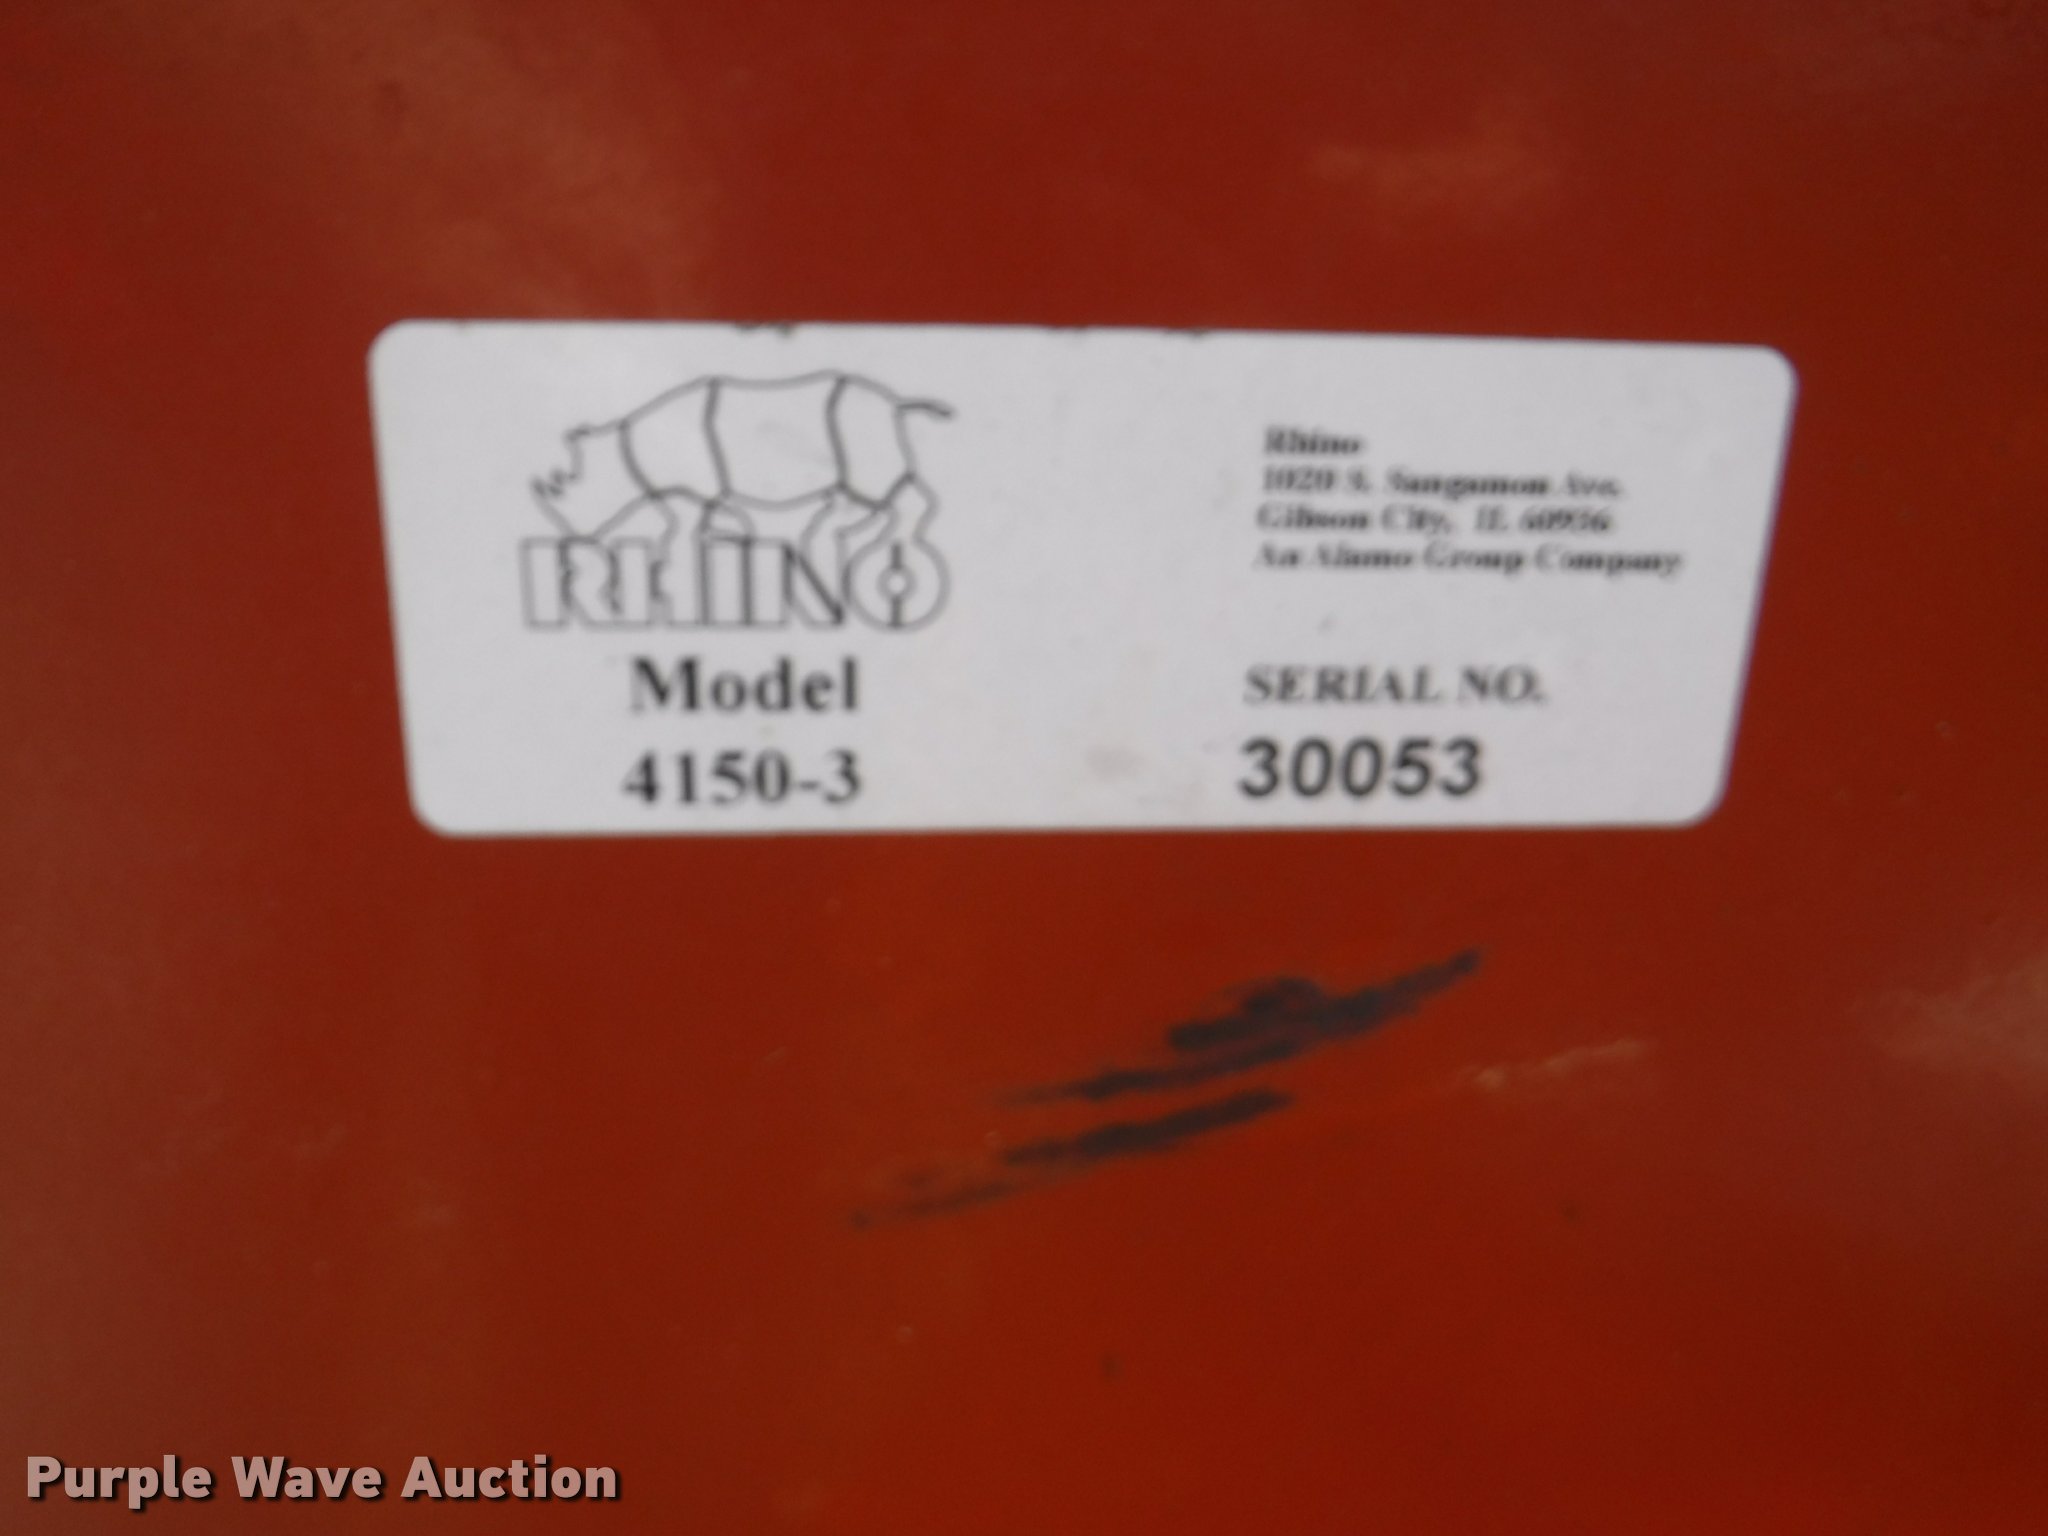 RHINO
Model
4150-3
Rhino
1020 S. Sangamon Ave.
Gibson City, IL 60936
An Alamo Group Company
SERIAL NO.
30053
Purple Wave Auction